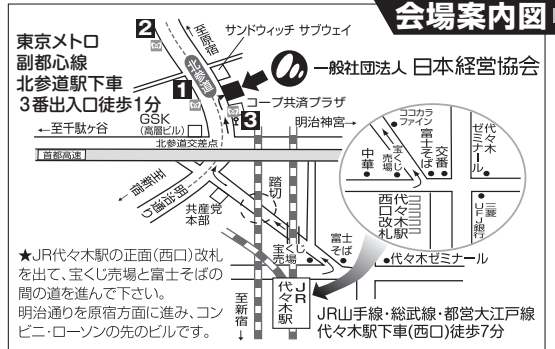 会場案内図
東京メトロ
副都心線
北参道駅下車
3番出入口徒歩1分
2
至原宿
サンドウィッチ サブウェイ
北参道
一般社団法人 日本経営協会
1
3
コープ共済プラザ
GSK
(高層ビル)
←至千駄ヶ谷
明治神宮→
北参道交差点
首都高速
至新宿
明治通り
共産党
本部
踏切
宝くじ
売場
富士
そば
代々木ゼミナール
JR
代々木駅
至新宿
ココカラ
ファイン
中華
宝くじ
売場
富士そば
交番
代々木
ゼミナール
代々木駅
西口改札
三菱
UFJ銀行
★JR代々木駅の正面(西口)改札
を出て、宝くじ売場と富士そばの
間の道を進んで下さい。
明治通りを原宿方面に進み、コン
ビニ・ローソンの先のビルです。
JR山手線・総武線・都営大江戸線
代々木駅下車(西口)徒歩7分